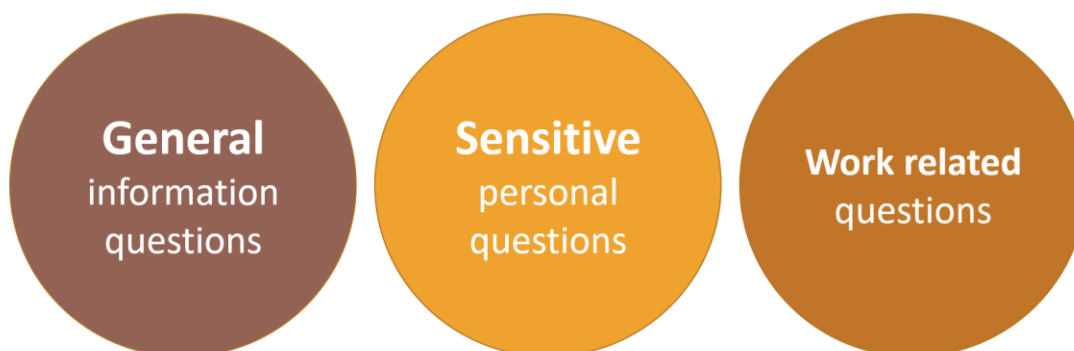 General
information
questions
Sensitive
personal
questions
Work related
questions